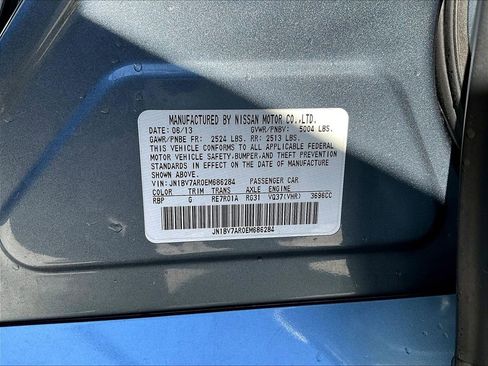 MANUFACTURED BY NISSAN MOTOR CO.,LTD.
DATE: 06/13 GVWR/PNBV: 5004 LBS.
GAWR/PNBE FR: 2524 LBS. RR: 2513 LBS.
THIS VEHICLE CONFORMS TO ALL APPLICABLE FEDERAL
MOTOR VEHICLE SAFETY,BUMPER,AND THEFT PREVENTION
STANDARDS IN EFFECT ON THE DATE OF MANUFACTURE
SHOWN ABOVE.
VIN: JN1BV7AR0EM686284 PASSENGER CAR
COLOR TRIM TRANS AXLE ENGINE
RBP G RE7R01A RG31 VQ37(VHR) 3696CC
JN1BV7AR0EM686284